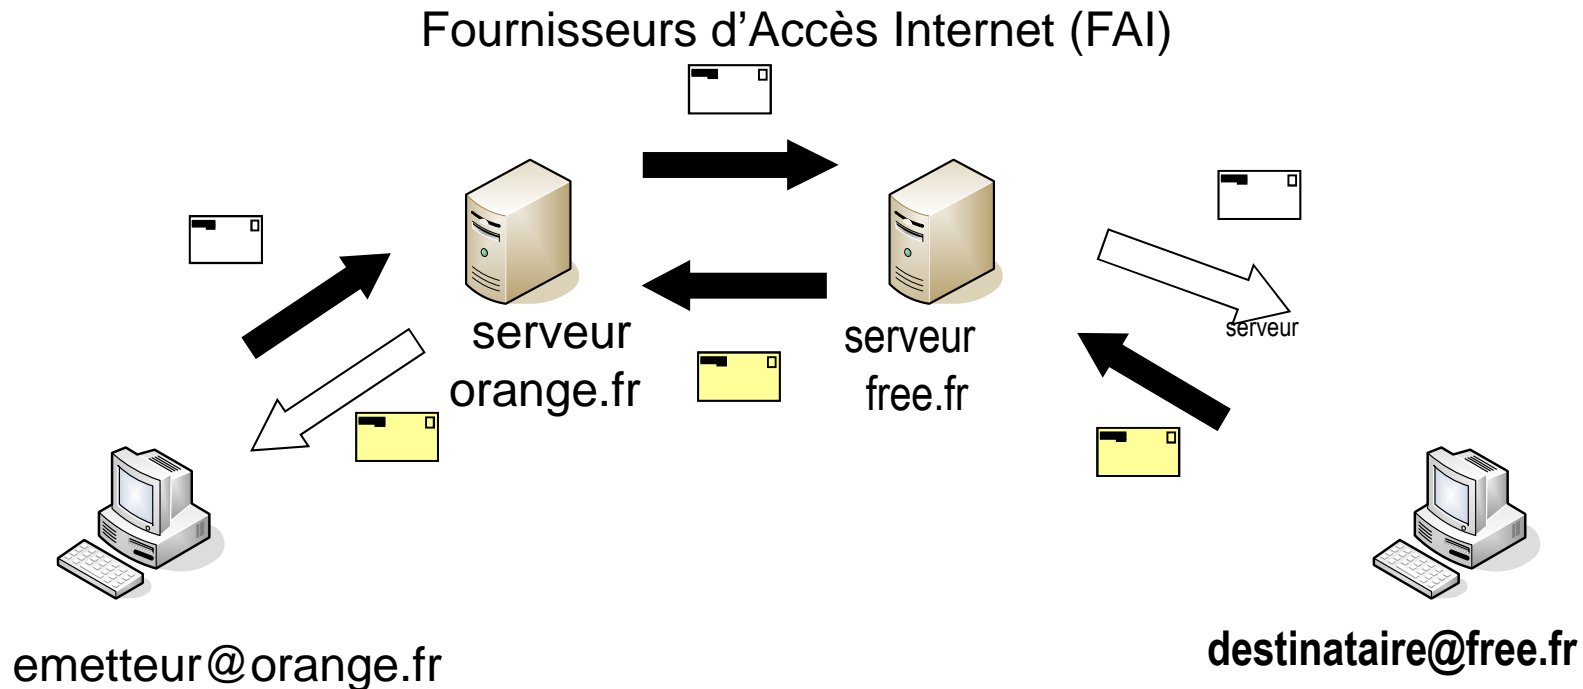 Fournisseurs d’Accès Internet (FAI)
serveur
orange.fr
serveur
free.fr
serveur
emetteur@orange.fr
destinataire@free.fr